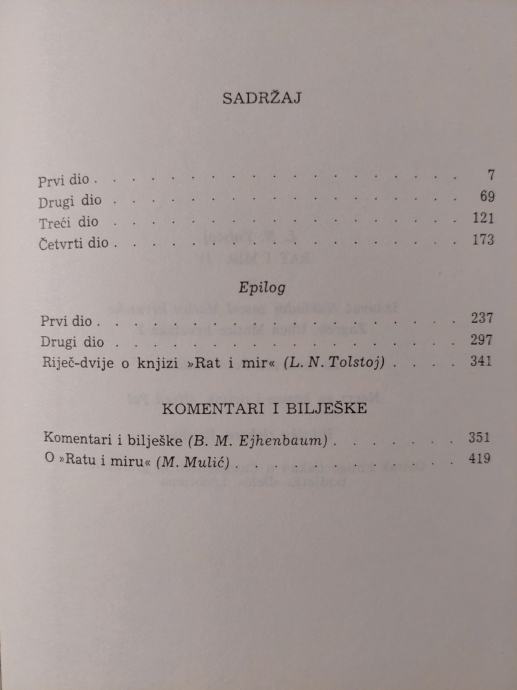 SADRŽAJ
Prvi dio . . . . . . . . . . . . . . . . . 7
Drugi dio . . . . . . . . . . . . . . . . . 69
Treći dio . . . . . . . . . . . . . . . . . 121
Četvrti dio . . . . . . . . . . . . . . . . 173
Epilog
Prvi dio . . . . . . . . . . . . . . . . . 237
Drugi dio . . . . . . . . . . . . . . . . . 297
Riječ-dvije o knjizi »Rat i mir« (L. N. Tolstoj) . . . . 341
KOMENTARI I BILJEŠKE
Komentari i bilješke (B. M. Ejhenbaum) . . . . . . . 351
O »Ratu i miru« (M. Mulić) . . . . . . . . . . . . 419